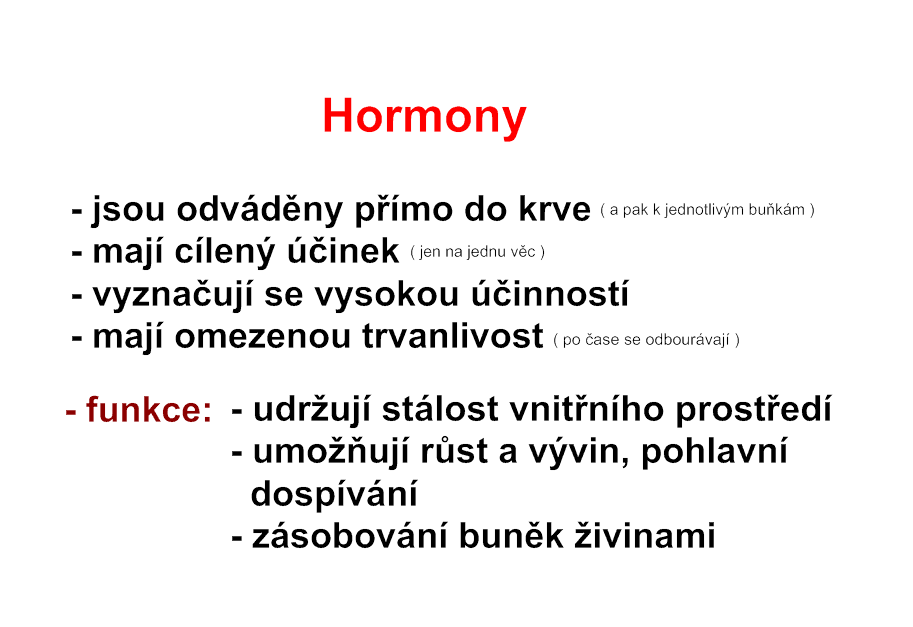 Hormony
- jsou odváděny přímo do krve ( a pak k jednotlivým buňkám )
- mají cílený účinek ( jen na jednu věc )
- vyznačují se vysokou účinností
- mají omezenou trvanlivost ( po čase se odbourávají )
- funkce: - udržují stálost vnitřního prostředí
- umožňují růst a vývin, pohlavní
dospívání
- zásobování buněk živinami